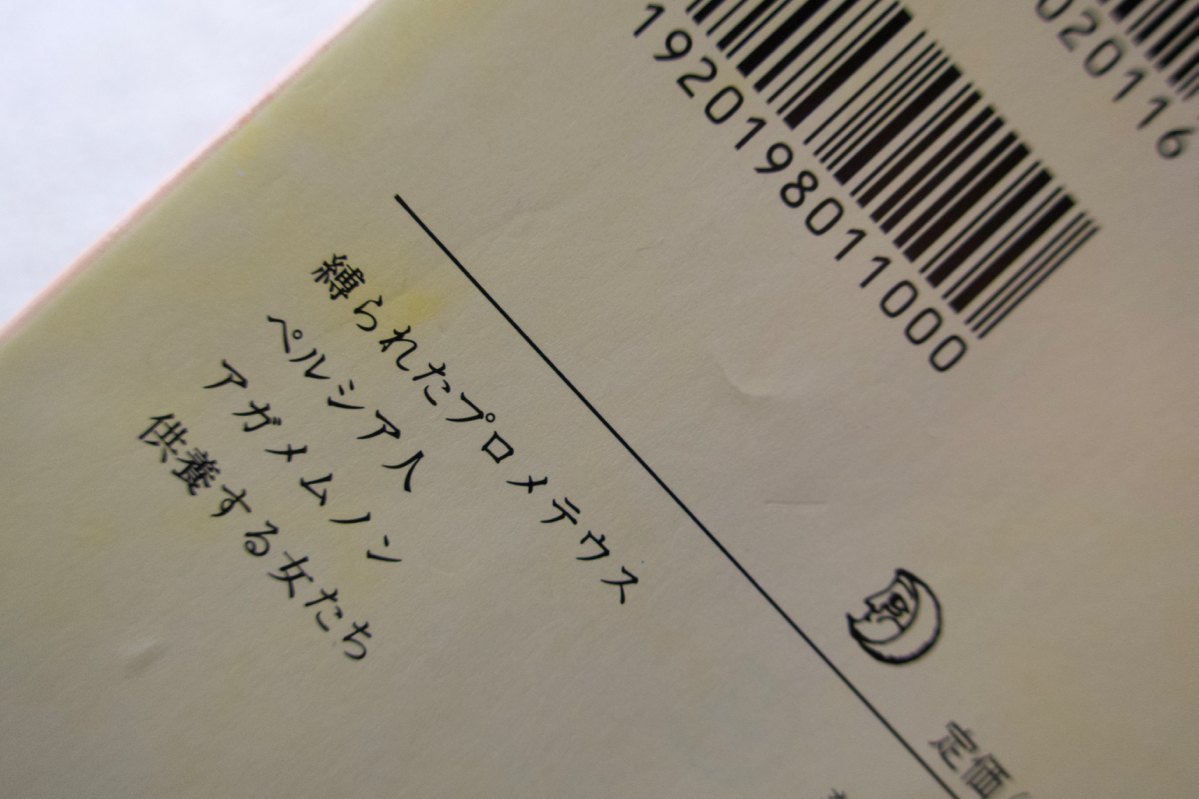 020116
1920198011000
縛られたプロメテウス
ペルシア人
アガメムノン
供養する女たち
定価